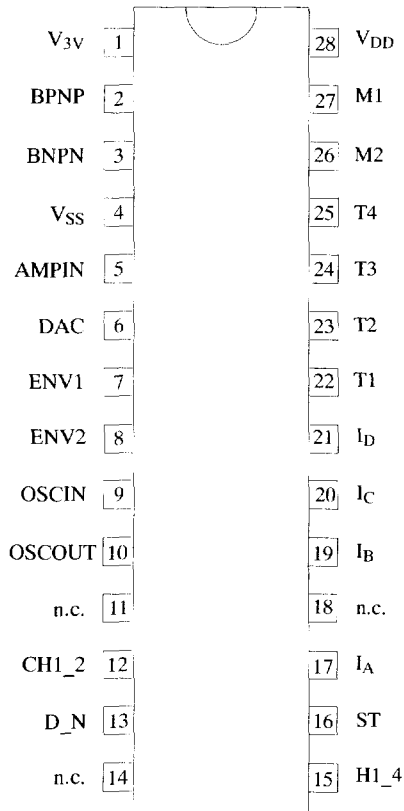 V3V 1 28 VDD
BPNP 2 27 M1
BNPN 3 26 M2
VSS 4 25 T4
AMPIN 5 24 T3
DAC 6 23 T2
ENV1 7 22 T1
ENV2 8 21 ID
OSCIN 9 20 IC
OSCOUT 10 19 IB
n.c. 11 18 n.c.
CH1_2 12 17 IA
D_N 13 16 ST
n.c. 14 15 H1_4